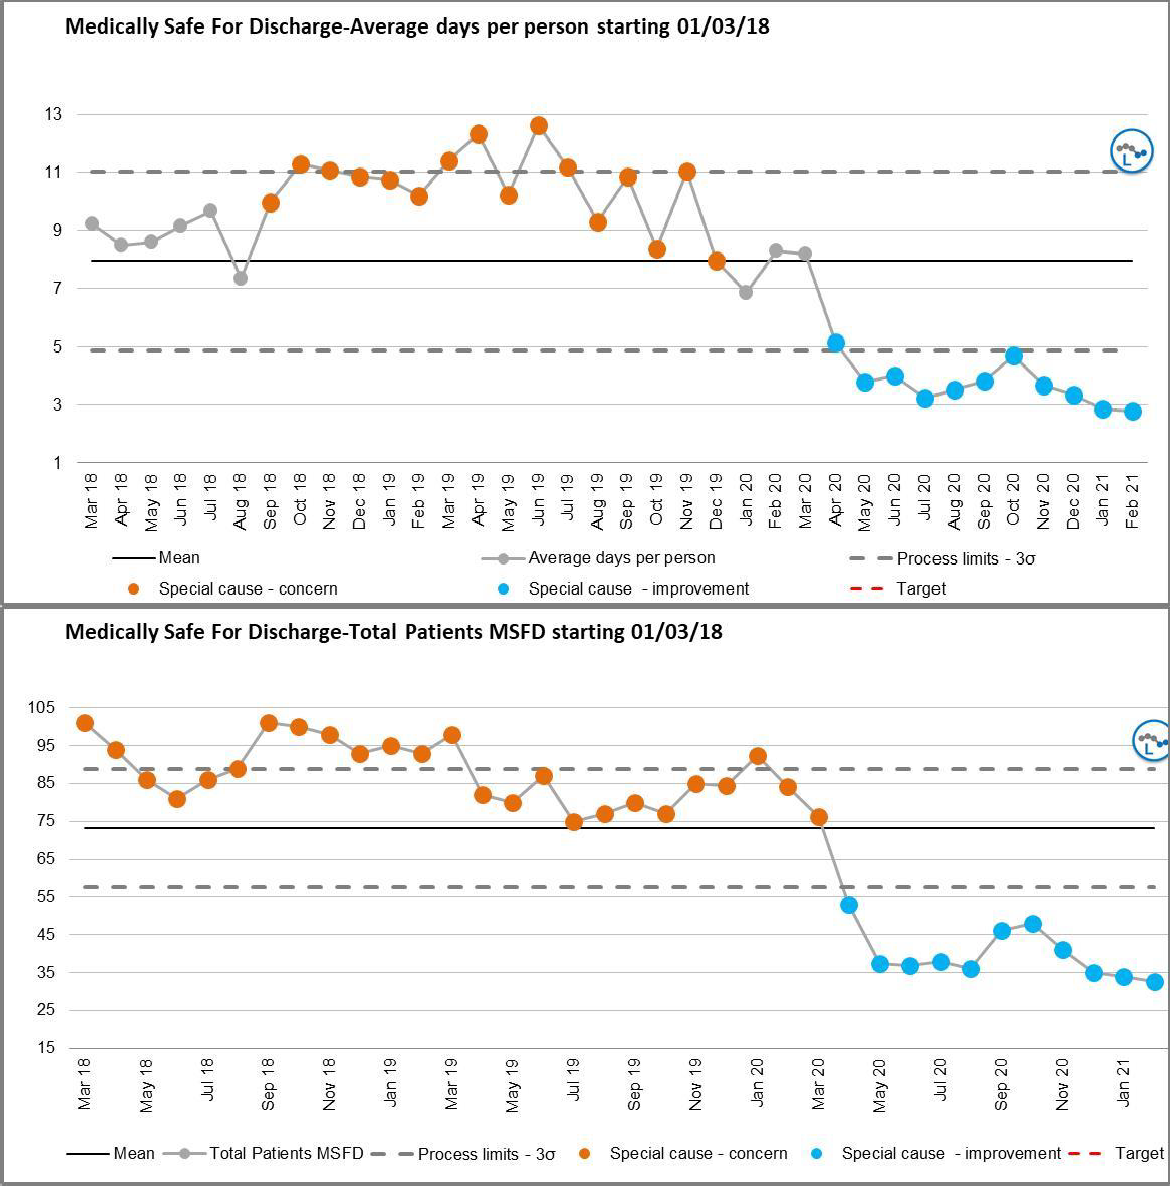 Medically Safe For Discharge-Average days per person starting 01/03/18
13
11
9
7
5
3
1
L
Mar 18
Apr 18
May 18
Jun 18
Jul 18
Aug 18
Sep 18
Oct 18
Nov 18
Dec 18
Jan 19
Feb 19
Mar 19
Apr 19
May 19
Jun 19
Jul 19
Aug 19
Sep 19
Oct 19
Nov 19
Dec 19
Jan 20
Feb 20
Mar 20
Apr 20
May 20
Jun 20
Jul 20
Aug 20
Sep 20
Oct 20
Nov 20
Dec 20
Jan 21
Feb 21
Mean Average days per person Process limits - 3σ
Special cause - concern Special cause - improvement Target
Medically Safe For Discharge-Total Patients MSFD starting 01/03/18
105
95
85
75
65
55
45
35
25
15
L
Mar 18
May 18
Jul 18
Sep 18
Nov 18
Jan 19
Mar 19
May 19
Jul 19
Sep 19
Nov 19
Jan 20
Mar 20
May 20
Jul 20
Sep 20
Nov 20
Jan 21
Mean Total Patients MSFD Process limits - 3σ Special cause - concern Special cause - improvement Target